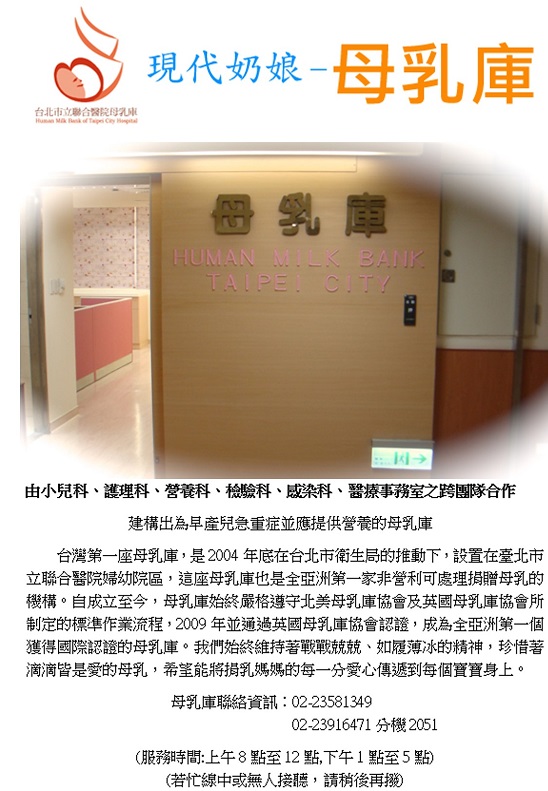 現代奶娘-母乳庫
台北市立聯合醫院母乳庫
Human Milk Bank of Taipei City Hospital
母乳庫
HUMAN MILK BANK
TAIPEI CITY
由小兒科、護理科、營養科、檢驗科、感染科、醫療事務室之跨團隊合作
建構出為早產兒急重症並應提供營養的母乳庫
台灣第一座母乳庫，是 2004 年底在台北市衛生局的推動下，設置在臺北市
立聯合醫院婦幼院區，這座母乳庫也是全亞洲第一家非營利可處理捐贈母乳的
機構。自成立至今，母乳庫始終嚴格遵守北美母乳庫協會及英國母乳庫協會所
制定的標準作業流程，2009 年並通過英國母乳庫協會認證，成為全亞洲第一個
獲得國際認證的母乳庫。我們始終維持著戰戰兢兢、如履薄冰的精神，珍惜著
滴滴皆是愛的母乳，希望能將捐乳媽媽的每一分愛心傳遞到每個寶寶身上。
母乳庫聯絡資訊：02-23581349
02-23916471 分機 2051
(服務時間:上午 8 點至 12 點,下午 1 點至 5 點)
(若忙線中或無人接聽，請稍後再撥)